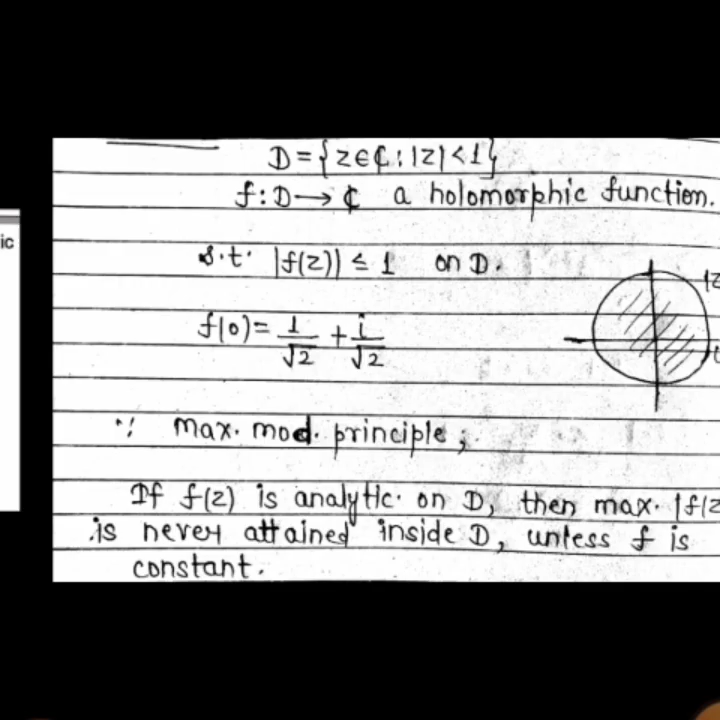 ic
D = {z∈ℂ : |z| < 1}
f : D → ℂ a holomorphic function.
s.t. |f(z)| ≤ 1 on D.
f(0) = 1/√2 + i/√2
∵ max. mod. principle ;
If f(z) is analytic. on D, then max. |f(z
is never attained inside D, unless f is
constant.